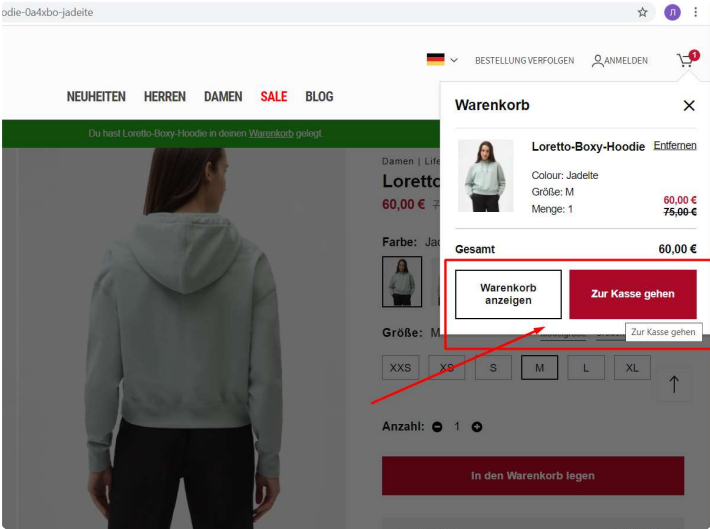 odie-0a4xbo-jadeite
Л
BESTELLUNG VERFOLGEN
ANMELDEN
1
NEUHEITEN HERREN DAMEN SALE BLOG
Du hast Loretto-Boxy-Hoodie in deinen Warenkorb gelegt
Warenkorb
Loretto-Boxy-Hoodie Entfernen
Colour: Jadeite
Größe: M
Menge: 1
60,00 €
75,00 €
Gesamt 60,00 €
Warenkorb anzeigen
Zur Kasse gehen
Zur Kasse gehen
Damen | Life
Loretto
60,00 € 7
Farbe: Jad
Größe: M
XXS XS S M L XL
Anzahl: 1
In den Warenkorb legen